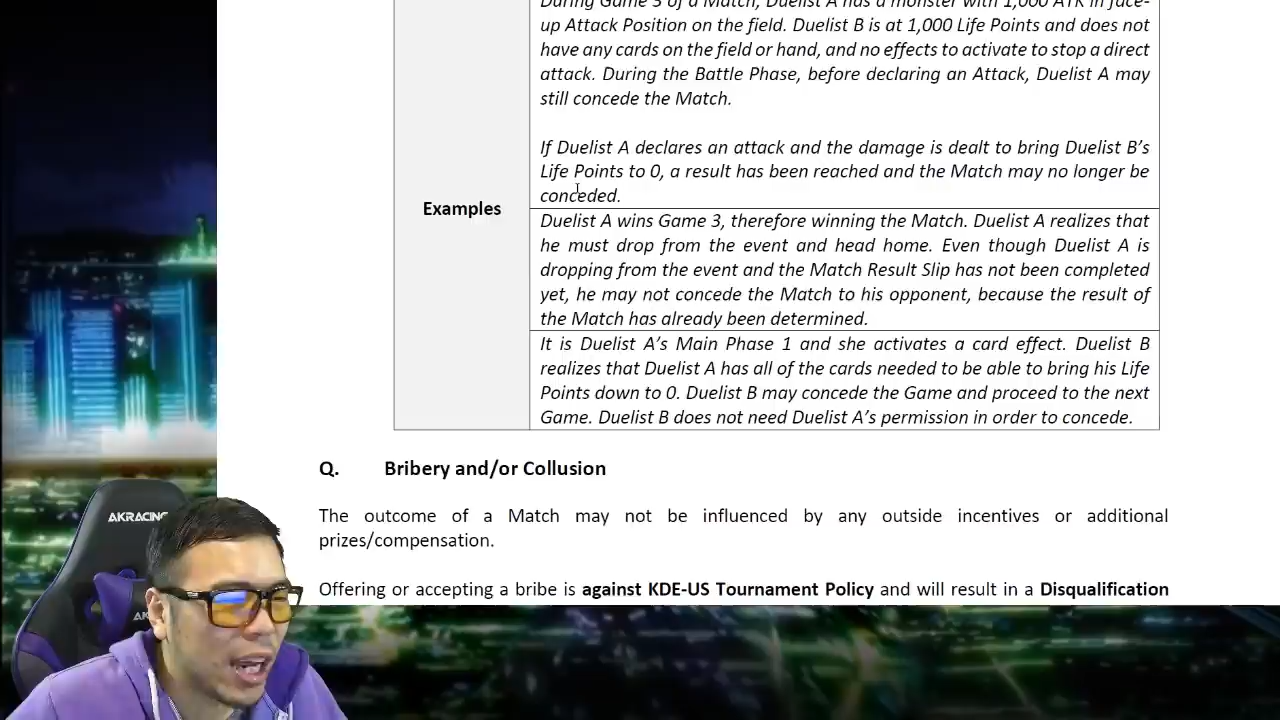 During Game 3 of a Match, Duelist A has a monster with 1,000 ATK in face-
up Attack Position on the field. Duelist B is at 1,000 Life Points and does not
have any cards on the field or hand, and no effects to activate to stop a direct
attack. During the Battle Phase, before declaring an Attack, Duelist A may
still concede the Match.
If Duelist A declares an attack and the damage is dealt to bring Duelist B’s
Life Points to 0, a result has been reached and the Match may no longer be
conceded.
Examples
Duelist A wins Game 3, therefore winning the Match. Duelist A realizes that
he must drop from the event and head home. Even though Duelist A is
dropping from the event and the Match Result Slip has not been completed
yet, he may not concede the Match to his opponent, because the result of
the Match has already been determined.
It is Duelist A’s Main Phase 1 and she activates a card effect. Duelist B
realizes that Duelist A has all of the cards needed to be able to bring his Life
Points down to 0. Duelist B may concede the Game and proceed to the next
Game. Duelist B does not need Duelist A’s permission in order to concede.
Q. Bribery and/or Collusion
The outcome of a Match may not be influenced by any outside incentives or additional
prizes/compensation.
Offering or accepting a bribe is against KDE-US Tournament Policy and will result in a Disqualification
AKRACING
AK